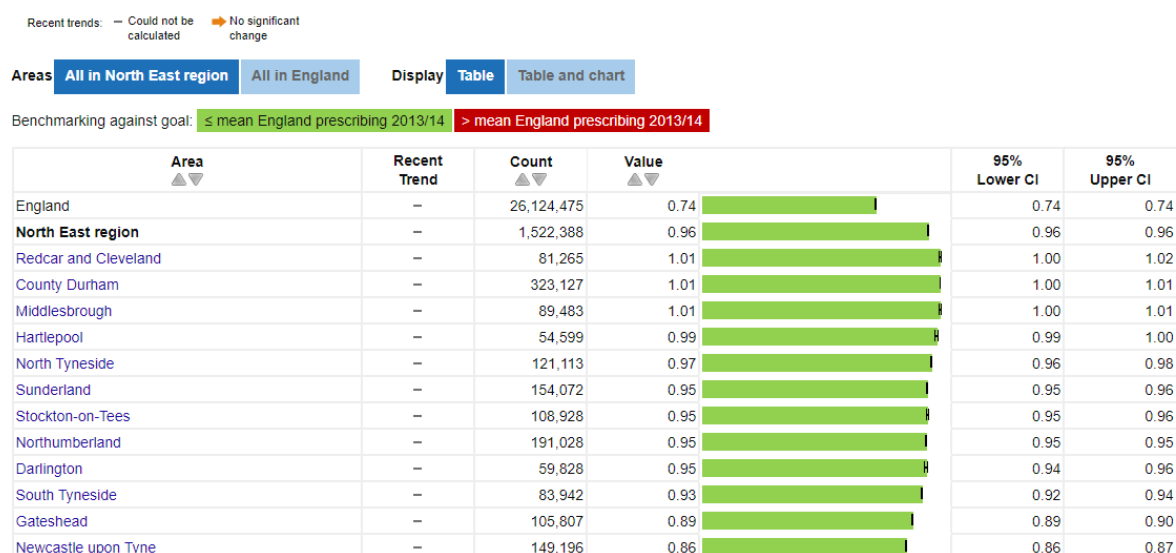 Recent trends: – Could not be calculated ➡ No significant change
Areas All in North East region All in England Display Table Table and chart
Benchmarking against goal: ≤ mean England prescribing 2013/14 > mean England prescribing 2013/14
Area Recent Trend Count Value 95% Lower CI 95% Upper CI
England – 26,124,475 0.74 0.74 0.74
North East region – 1,522,388 0.96 0.96 0.96
Redcar and Cleveland – 81,265 1.01 1.00 1.02
County Durham – 323,127 1.01 1.00 1.01
Middlesbrough – 89,483 1.01 1.00 1.01
Hartlepool – 54,599 0.99 0.99 1.00
North Tyneside – 121,113 0.97 0.96 0.98
Sunderland – 154,072 0.95 0.95 0.96
Stockton-on-Tees – 108,928 0.95 0.95 0.96
Northumberland – 191,028 0.95 0.95 0.95
Darlington – 59,828 0.95 0.94 0.96
South Tyneside – 83,942 0.93 0.92 0.94
Gateshead – 105,807 0.89 0.89 0.90
Newcastle upon Tyne – 149,196 0.86 0.86 0.87